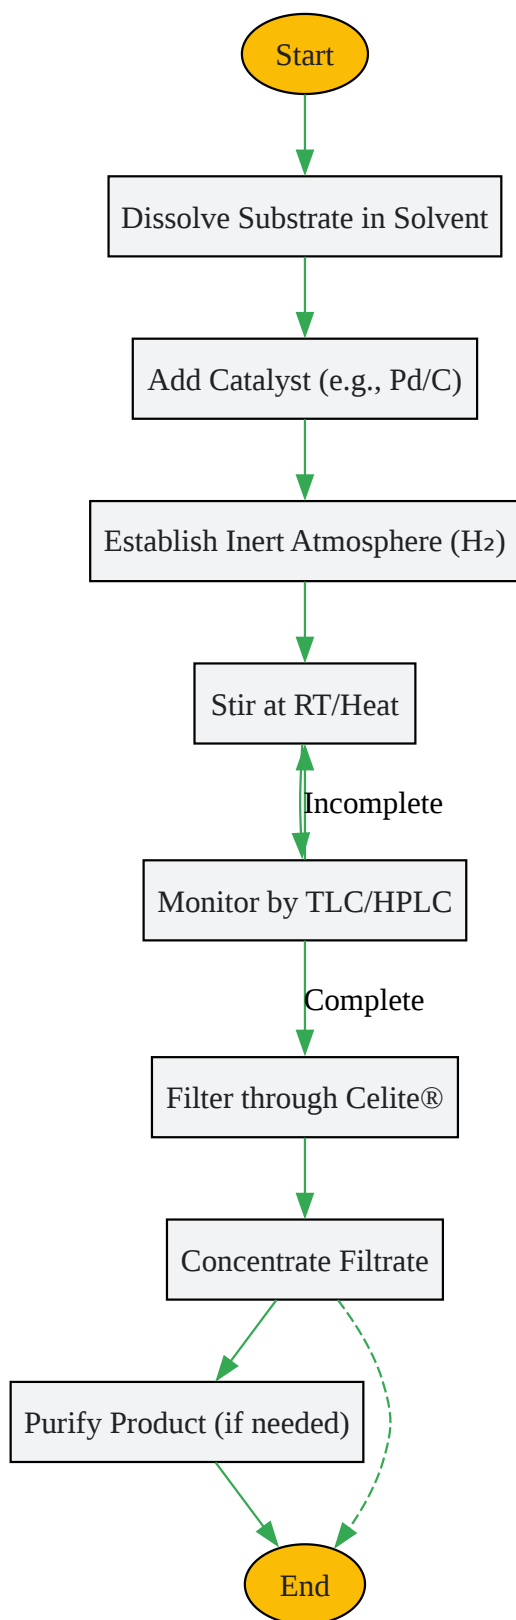 Start
Dissolve Substrate in Solvent
Add Catalyst (e.g., Pd/C)
Establish Inert Atmosphere (H₂)
Stir at RT/Heat
Incomplete
Monitor by TLC/HPLC
Complete
Filter through Celite®
Concentrate Filtrate
Purify Product (if needed)
End